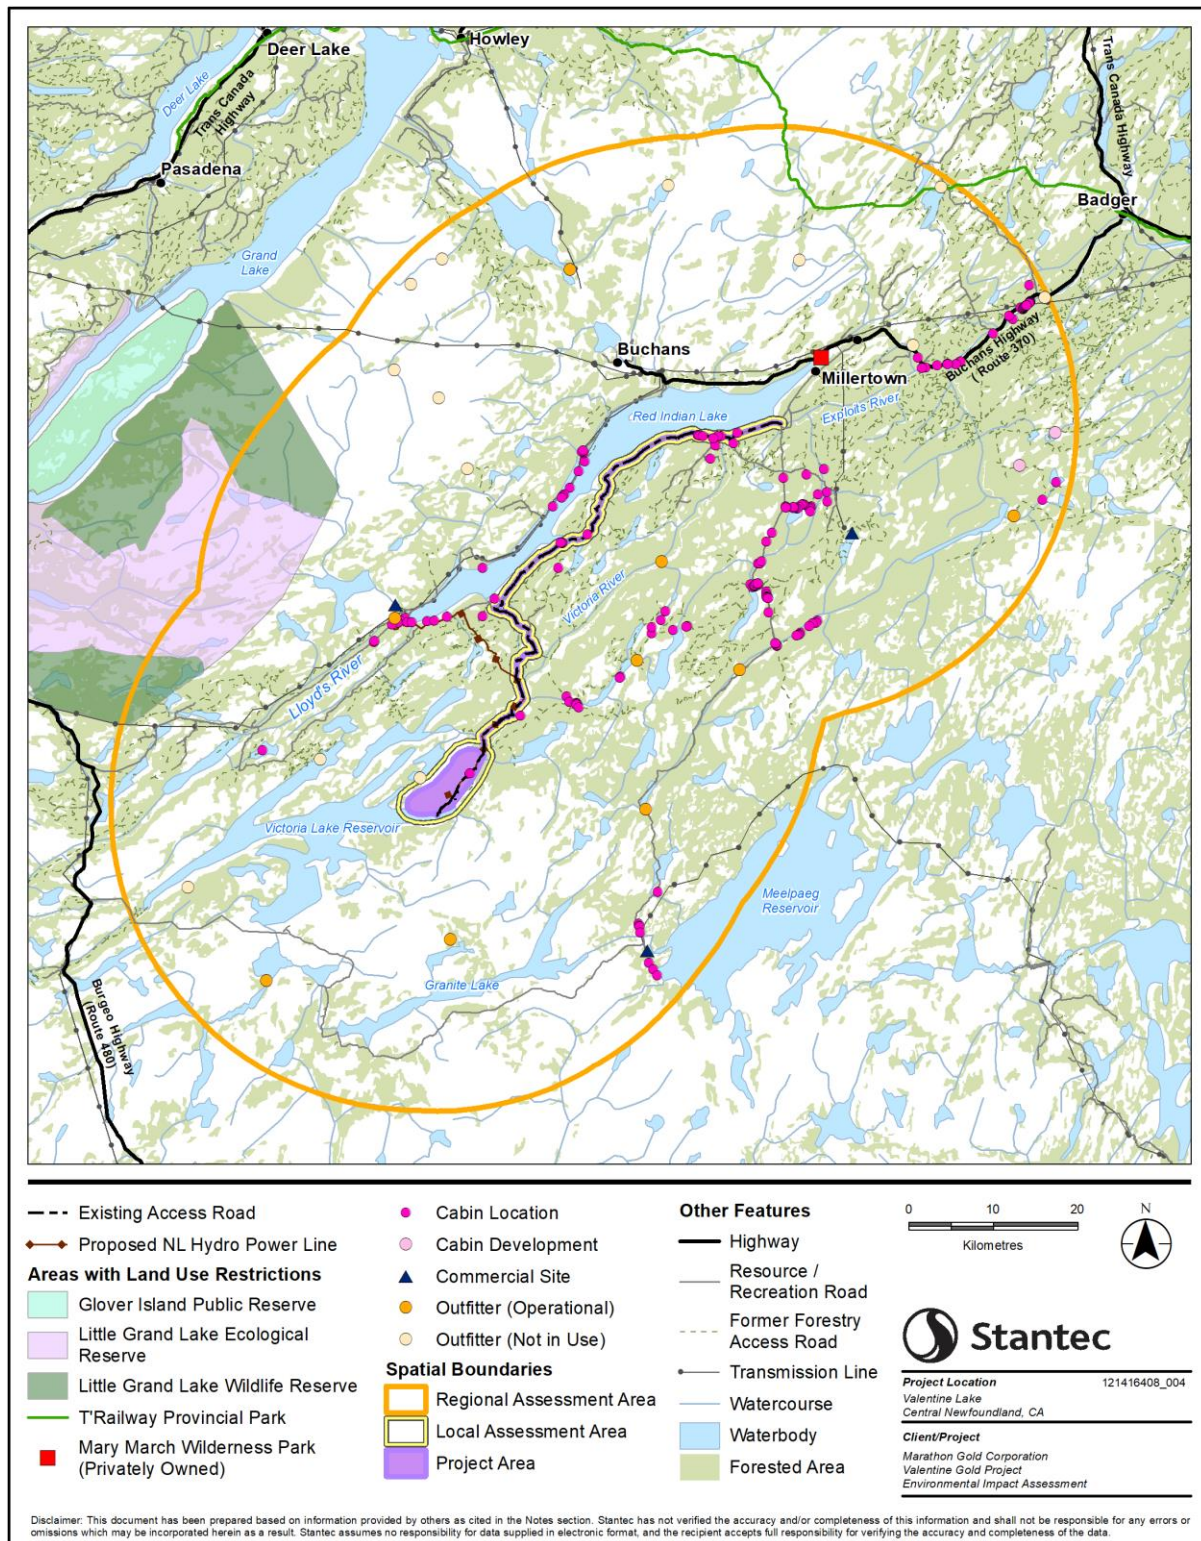 Deer Lake
Howley
Deer Lake
Trans Canada
Highway
Trans Canada Highway
Pasadena
Badger
Grand
Lake
Buchans
Millertown
Buchans Highway
(Route 370)
Red Indian Lake
Exploits River
Victoria River
Lloyd's River
Victoria Lake Reservoir
Meelpaeg
Reservoir
Granite Lake
Burgeo Highway
(Route 480)
Existing Access Road
Proposed NL Hydro Power Line
Areas with Land Use Restrictions
Glover Island Public Reserve
Little Grand Lake Ecological
Reserve
Little Grand Lake Wildlife Reserve
T'Railway Provincial Park
Mary March Wilderness Park
(Privately Owned)
Cabin Location
Cabin Development
Commercial Site
Outfitter (Operational)
Outfitter (Not in Use)
Spatial Boundaries
Regional Assessment Area
Local Assessment Area
Project Area
Other Features
Highway
Resource /
Recreation Road
Former Forestry
Access Road
Transmission Line
Watercourse
Waterbody
Forested Area
0 10 20
Kilometres
N
Stantec
Project Location 121416408_004
Valentine Lake
Central Newfoundland, CA
Client/Project
Marathon Gold Corporation
Valentine Gold Project
Environmental Impact Assessment
Disclaimer: This document has been prepared based on information provided by others as cited in the Notes section. Stantec has not verified the accuracy and/or completeness of this information and shall not be responsible for any errors or
omissions which may be incorporated herein as a result. Stantec assumes no responsibility for data supplied in electronic format, and the recipient accepts full responsibility for verifying the accuracy and completeness of the data.